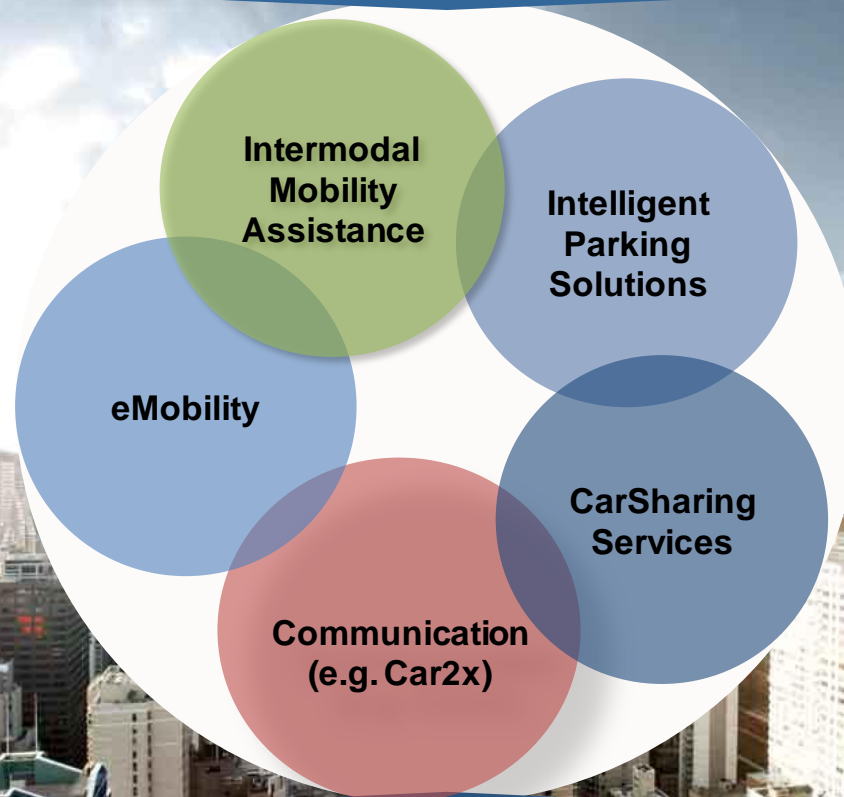 Intermodal
Mobility
Assistance
Intelligent
Parking
Solutions
eMobility
CarSharing
Services
Communication
(e.g. Car2x)